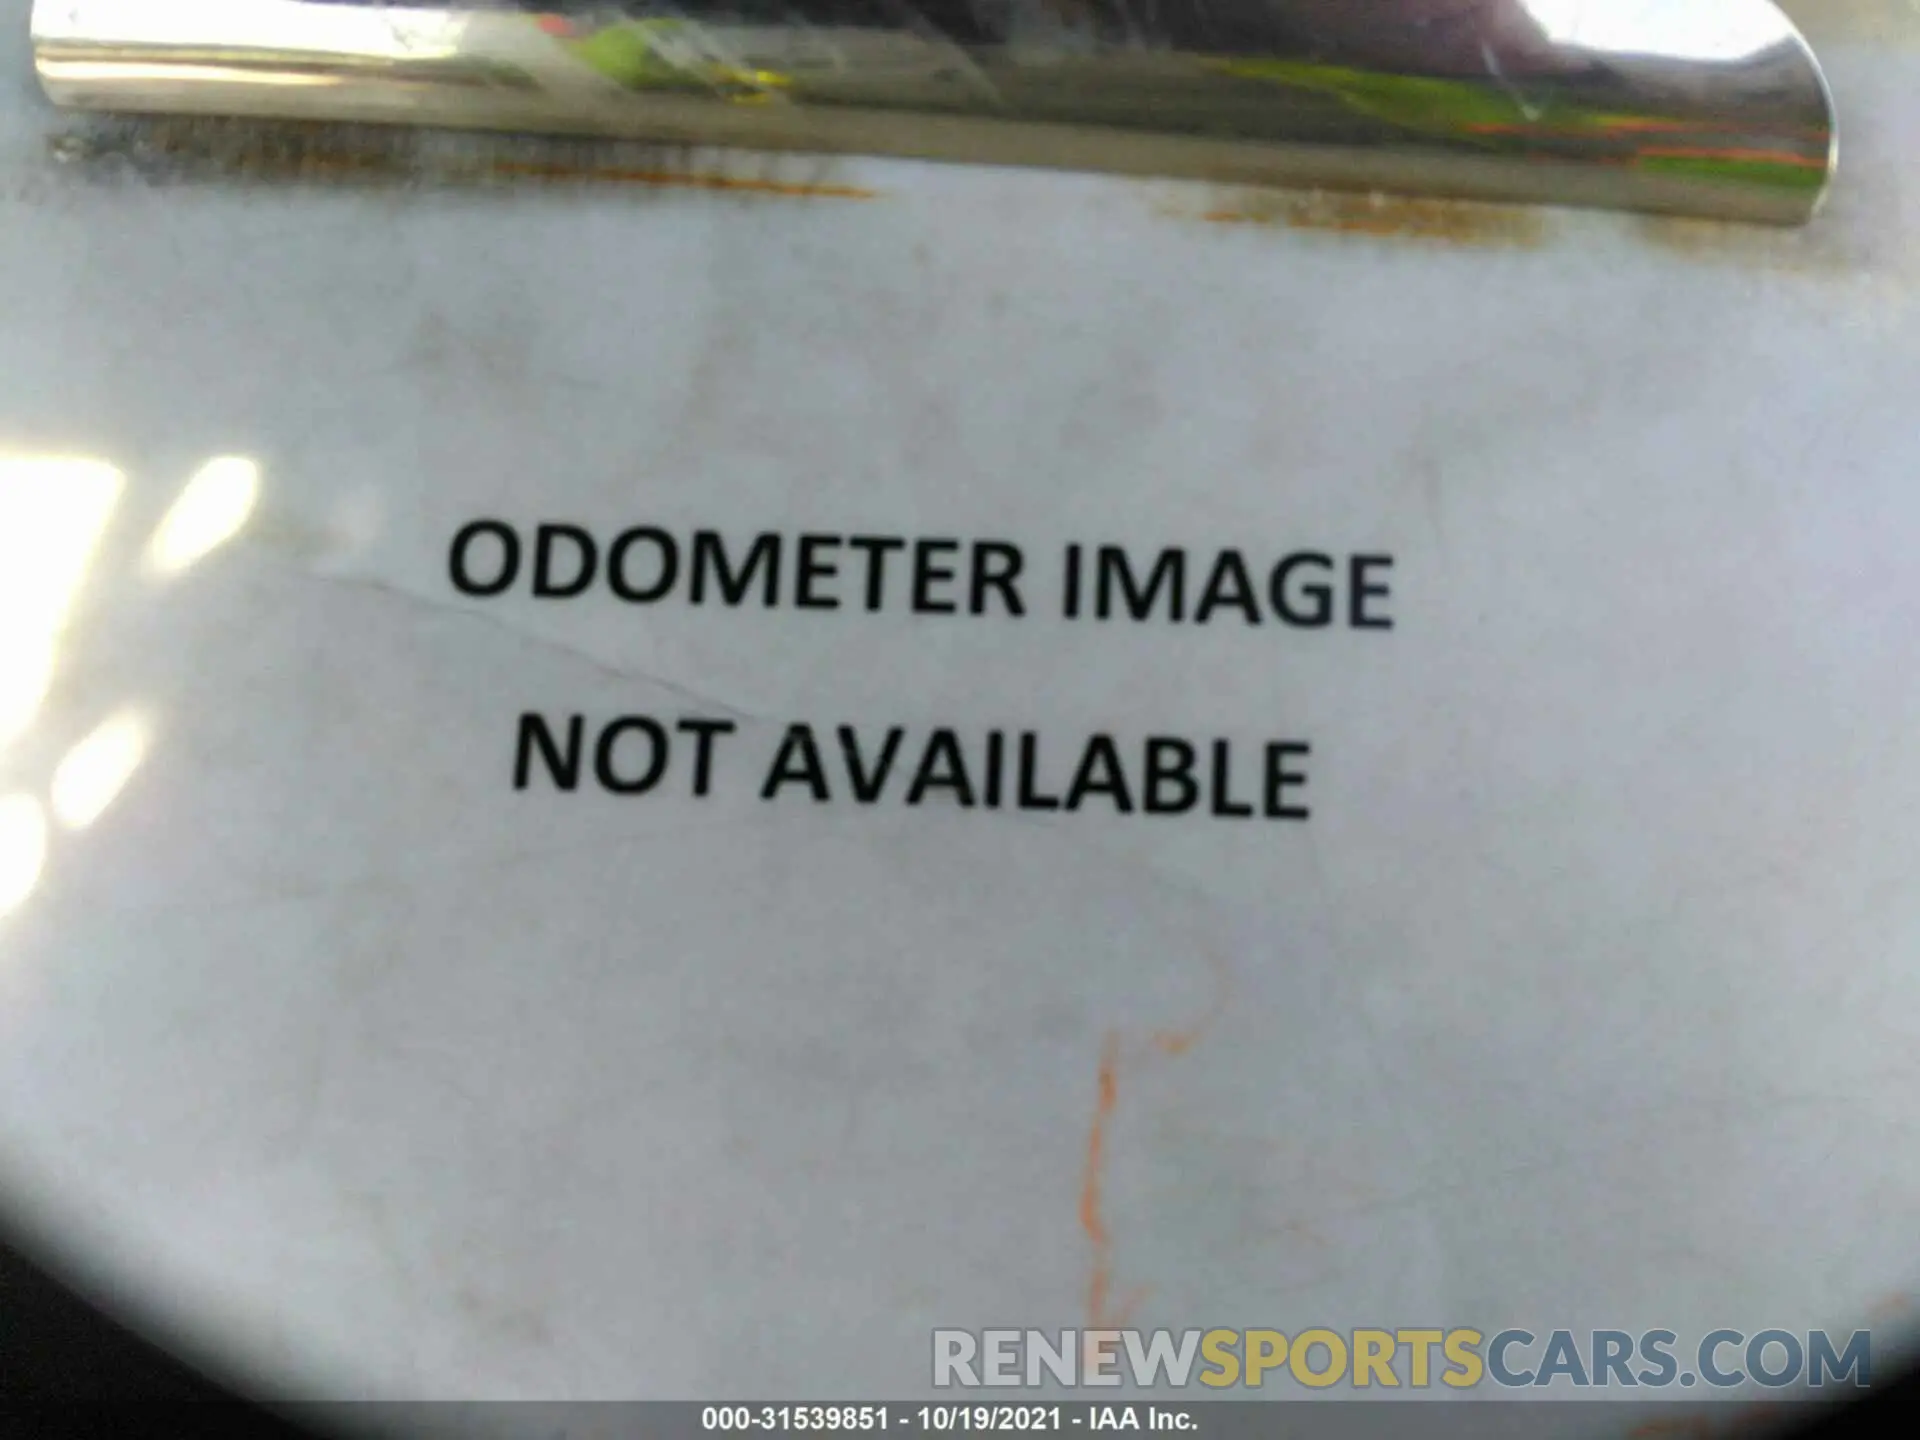 ODOMETER IMAGE
NOT AVAILABLE
RENEWSPORTSCARS.COM
000-31539851 - 10/19/2021 - IAA Inc.